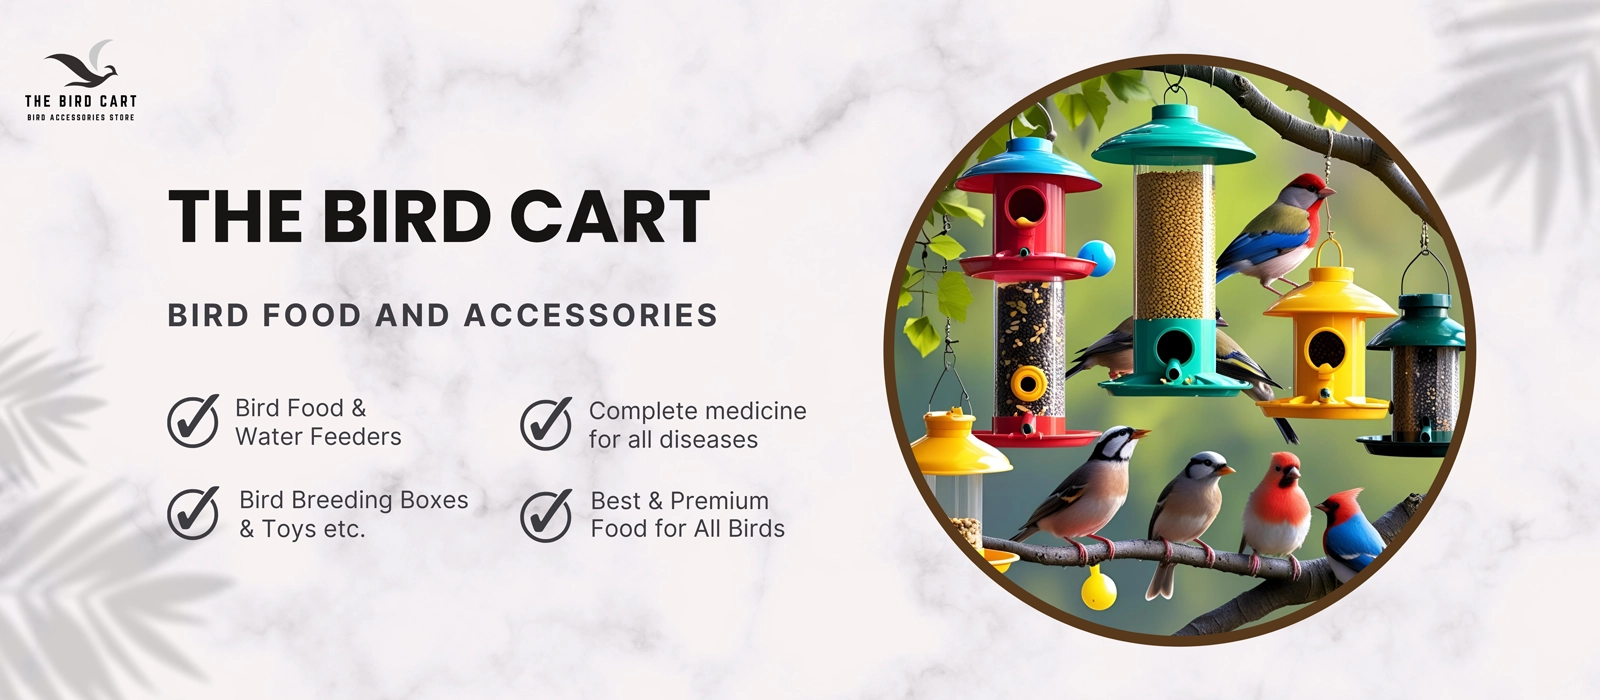 THE BIRD CART
BIRD ACCESSORIES STORE
THE BIRD CART
BIRD FOOD AND ACCESSORIES
Bird Food &
Water Feeders
Complete medicine
for all diseases
Bird Breeding Boxes
& Toys etc.
Best & Premium
Food for All Birds